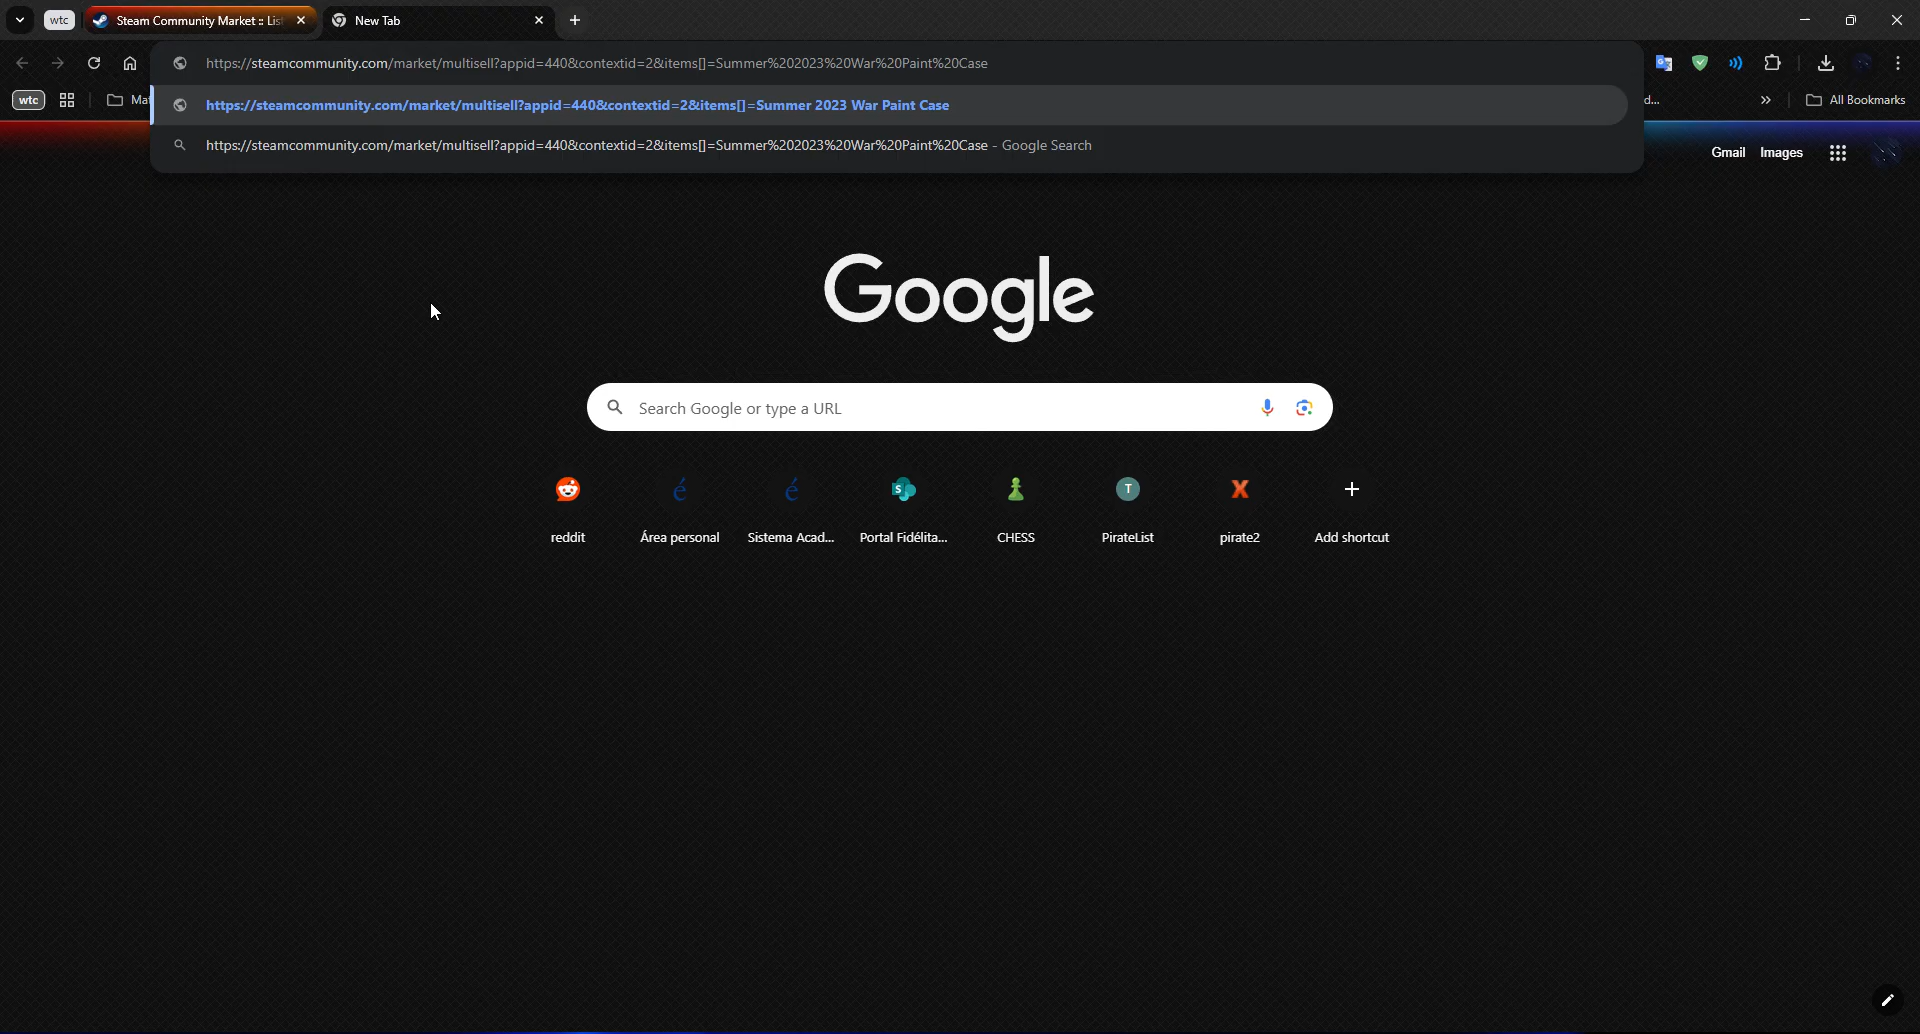 wtc
Steam Community Market :: Lis
New Tab
https://steamcommunity.com/market/multisell?appid=440&contextid=2&items[]=Summer%202023%20War%20Paint%20Case
wtc
Mat
https://steamcommunity.com/market/multisell?appid=440&contextid=2&items[]=Summer 2023 War Paint Case
d...
All Bookmarks
https://steamcommunity.com/market/multisell?appid=440&contextid=2&items[]=Summer%202023%20War%20Paint%20Case - Google Search
Gmail Images
Google
Search Google or type a URL
reddit
Área personal
Sistema Acad...
Portal Fidélita...
CHESS
PirateList
pirate2
Add shortcut